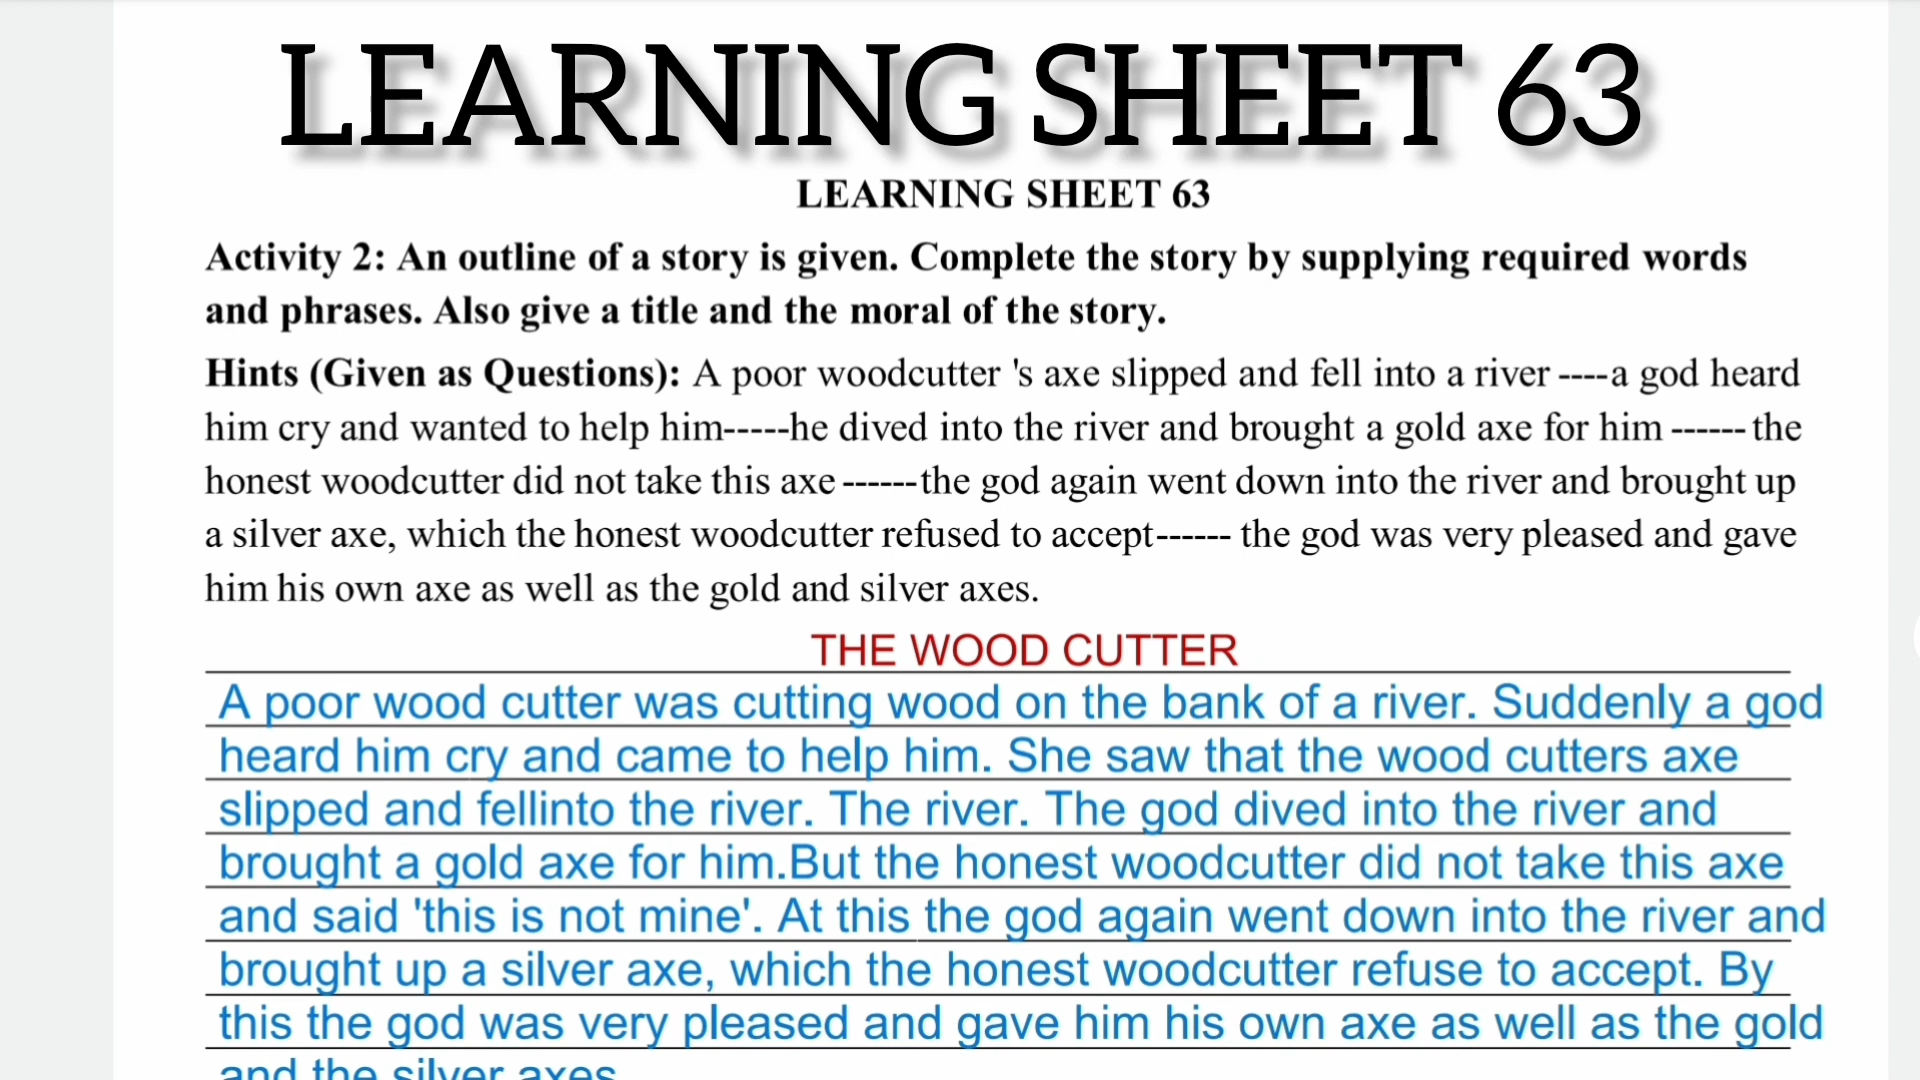 LEARNING SHEET 63
LEARNING SHEET 63
Activity 2: An outline of a story is given. Complete the story by supplying required words
and phrases. Also give a title and the moral of the story.
Hints (Given as Questions): A poor woodcutter 's axe slipped and fell into a river ----a god heard
him cry and wanted to help him-----he dived into the river and brought a gold axe for him ------ the
honest woodcutter did not take this axe ------the god again went down into the river and brought up
a silver axe, which the honest woodcutter refused to accept------ the god was very pleased and gave
him his own axe as well as the gold and silver axes.
THE WOOD CUTTER
A poor wood cutter was cutting wood on the bank of a river. Suddenly a god
heard him cry and came to help him. She saw that the wood cutters axe
slipped and fellinto the river. The river. The god dived into the river and
brought a gold axe for him.But the honest woodcutter did not take this axe
and said 'this is not mine'. At this the god again went down into the river and
brought up a silver axe, which the honest woodcutter refuse to accept. By
this the god was very pleased and gave him his own axe as well as the gold
and the silver axes